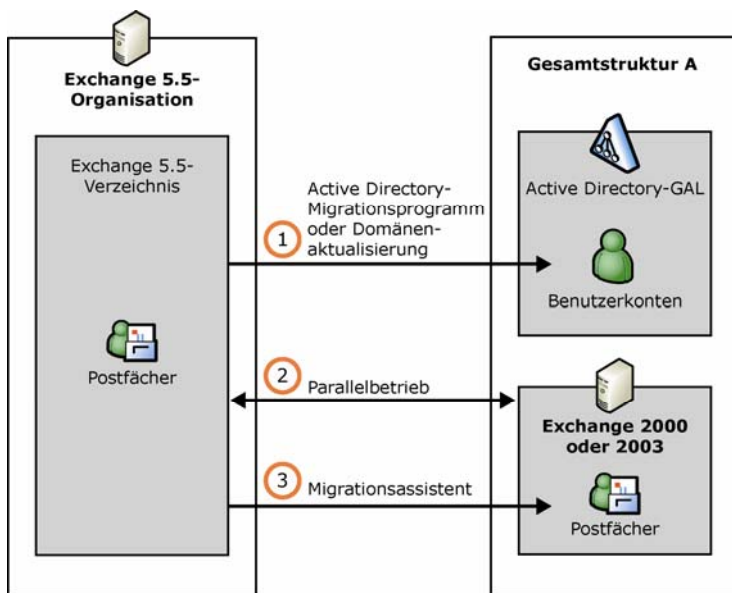 Exchange 5.5-
Organisation
Exchange 5.5-
Verzeichnis
Postfächer
1
Active Directory-
Migrationsprogramm
oder Domänen-
aktualisierung
2
Parallelbetrieb
3
Migrationsassistent
Gesamtstruktur A
Active Directory-GAL
Benutzerkonten
Exchange 2000
oder 2003
Postfächer